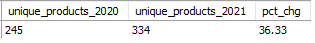 unique_products_2020 unique_products_2021 pct_chg
245 334 36.33